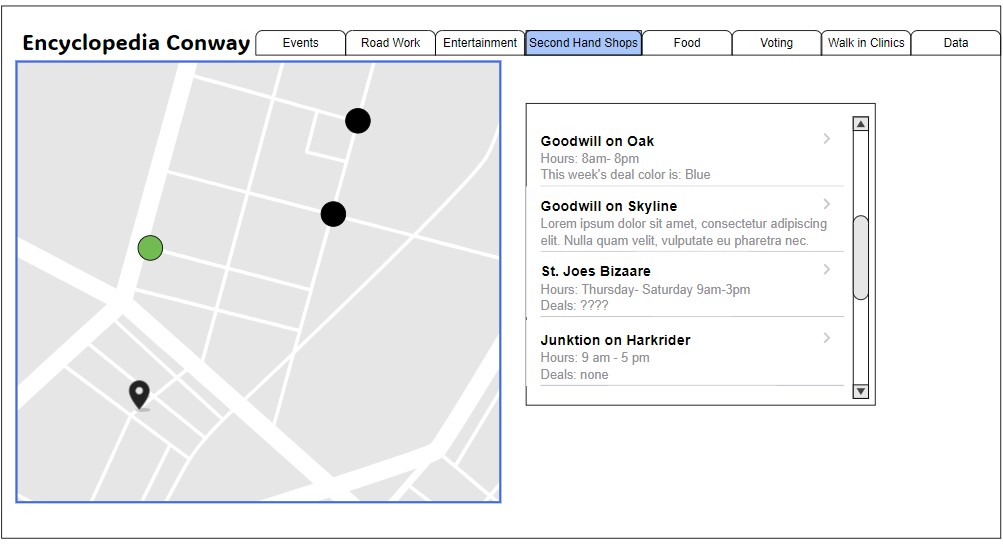 Encyclopedia Conway
Events
Road Work
Entertainment
Second Hand Shops
Food
Voting
Walk in Clinics
Data
Goodwill on Oak
Hours: 8am- 8pm
This week's deal color is: Blue
Goodwill on Skyline
Lorem ipsum dolor sit amet, consectetur adipiscing
elit. Nulla quam velit, vulputate eu pharetra nec.
St. Joes Bizaare
Hours: Thursday- Saturday 9am-3pm
Deals: ????
Junktion on Harkrider
Hours: 9 am - 5 pm
Deals: none